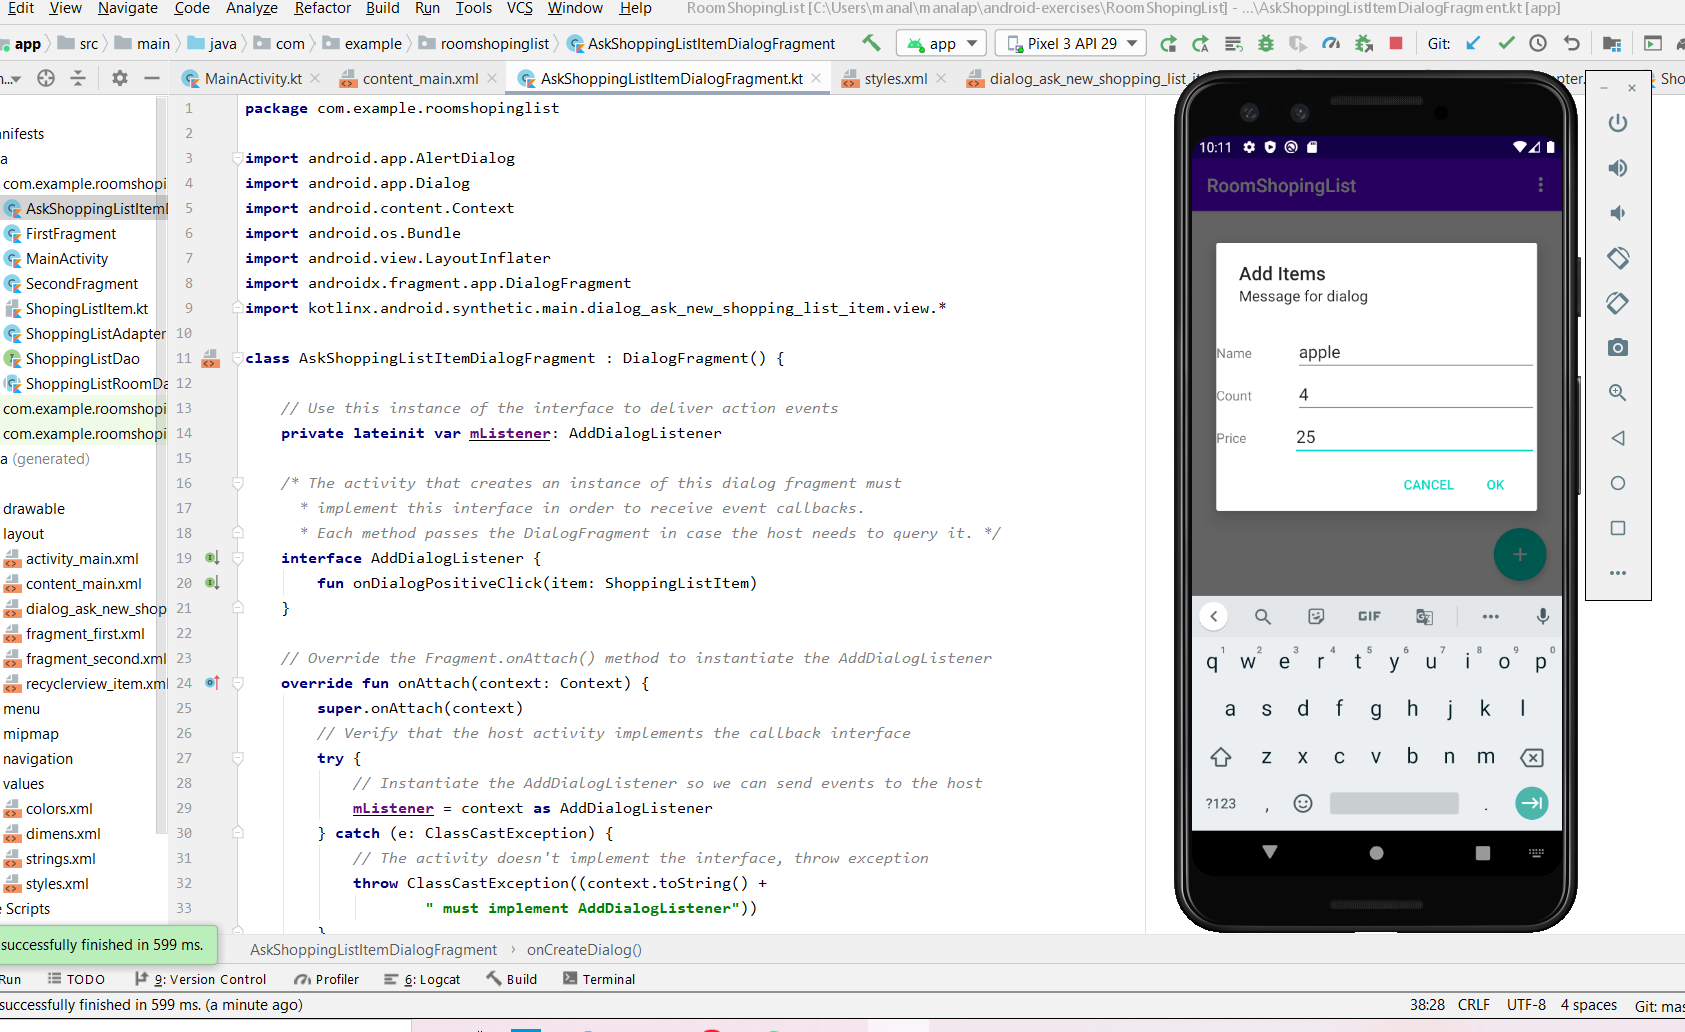 Edit View Navigate Code Analyze Refactor Build Run Tools VCS Window Help RoomShopingList [C:\Users\manal\manalap\android-exercises\RoomShopingList] - ...\AskShoppingListItemDialogFragment.kt [app]
app src main java com example roomshopinglist AskShoppingListItemDialogFragment app Pixel 3 API 29 Git:
MainActivity.kt content_main.xml AskShoppingListItemDialogFragment.kt styles.xml dialog_ask_new_shopping_list_it
nifests
a
com.example.roomshopi
AskShoppingListItem
FirstFragment
MainActivity
SecondFragment
ShopingListItem.kt
ShoppingListAdapter
ShoppingListDao
ShoppingListRoomDa
com.example.roomshopi
com.example.roomshopi
a (generated)
drawable
layout
activity_main.xml
content_main.xml
dialog_ask_new_shop
fragment_first.xml
fragment_second.xml
recyclerview_item.xml
menu
mipmap
navigation
values
colors.xml
dimens.xml
strings.xml
styles.xml
Scripts
1 package com.example.roomshopinglist
2
3 import android.app.AlertDialog
4 import android.app.Dialog
5 import android.content.Context
6 import android.os.Bundle
7 import android.view.LayoutInflater
8 import androidx.fragment.app.DialogFragment
9 import kotlinx.android.synthetic.main.dialog_ask_new_shopping_list_item.view.*
10
11 class AskShoppingListItemDialogFragment : DialogFragment() {
12
13 // Use this instance of the interface to deliver action events
14 private lateinit var mListener: AddDialogListener
15
16 /* The activity that creates an instance of this dialog fragment must
17 * implement this interface in order to receive event callbacks.
18 * Each method passes the DialogFragment in case the host needs to query it. */
19 interface AddDialogListener {
20 fun onDialogPositiveClick(item: ShoppingListItem)
21 }
22
23 // Override the Fragment.onAttach() method to instantiate the AddDialogListener
24 override fun onAttach(context: Context) {
25 super.onAttach(context)
26 // Verify that the host activity implements the callback interface
27 try {
28 // Instantiate the AddDialogListener so we can send events to the host
29 mListener = context as AddDialogListener
30 } catch (e: ClassCastException) {
31 // The activity doesn't implement the interface, throw exception
32 throw ClassCastException((context.toString() +
33 " must implement AddDialogListener"))
}
10:11
RoomShopingList
Add Items
Message for dialog
Name apple
Count 4
Price 25
CANCEL OK
GIF
q1 w2 e3 r4 t5 y6 u7 i8 o9 p0
a s d f g h j k l
z x c v b n m
?123 , .
successfully finished in 599 ms.
AskShoppingListItemDialogFragment › onCreateDialog()
Run TODO 9: Version Control Profiler 6: Logcat Build Terminal
successfully finished in 599 ms. (a minute ago) 38:28 CRLF UTF-8 4 spaces Git: mas